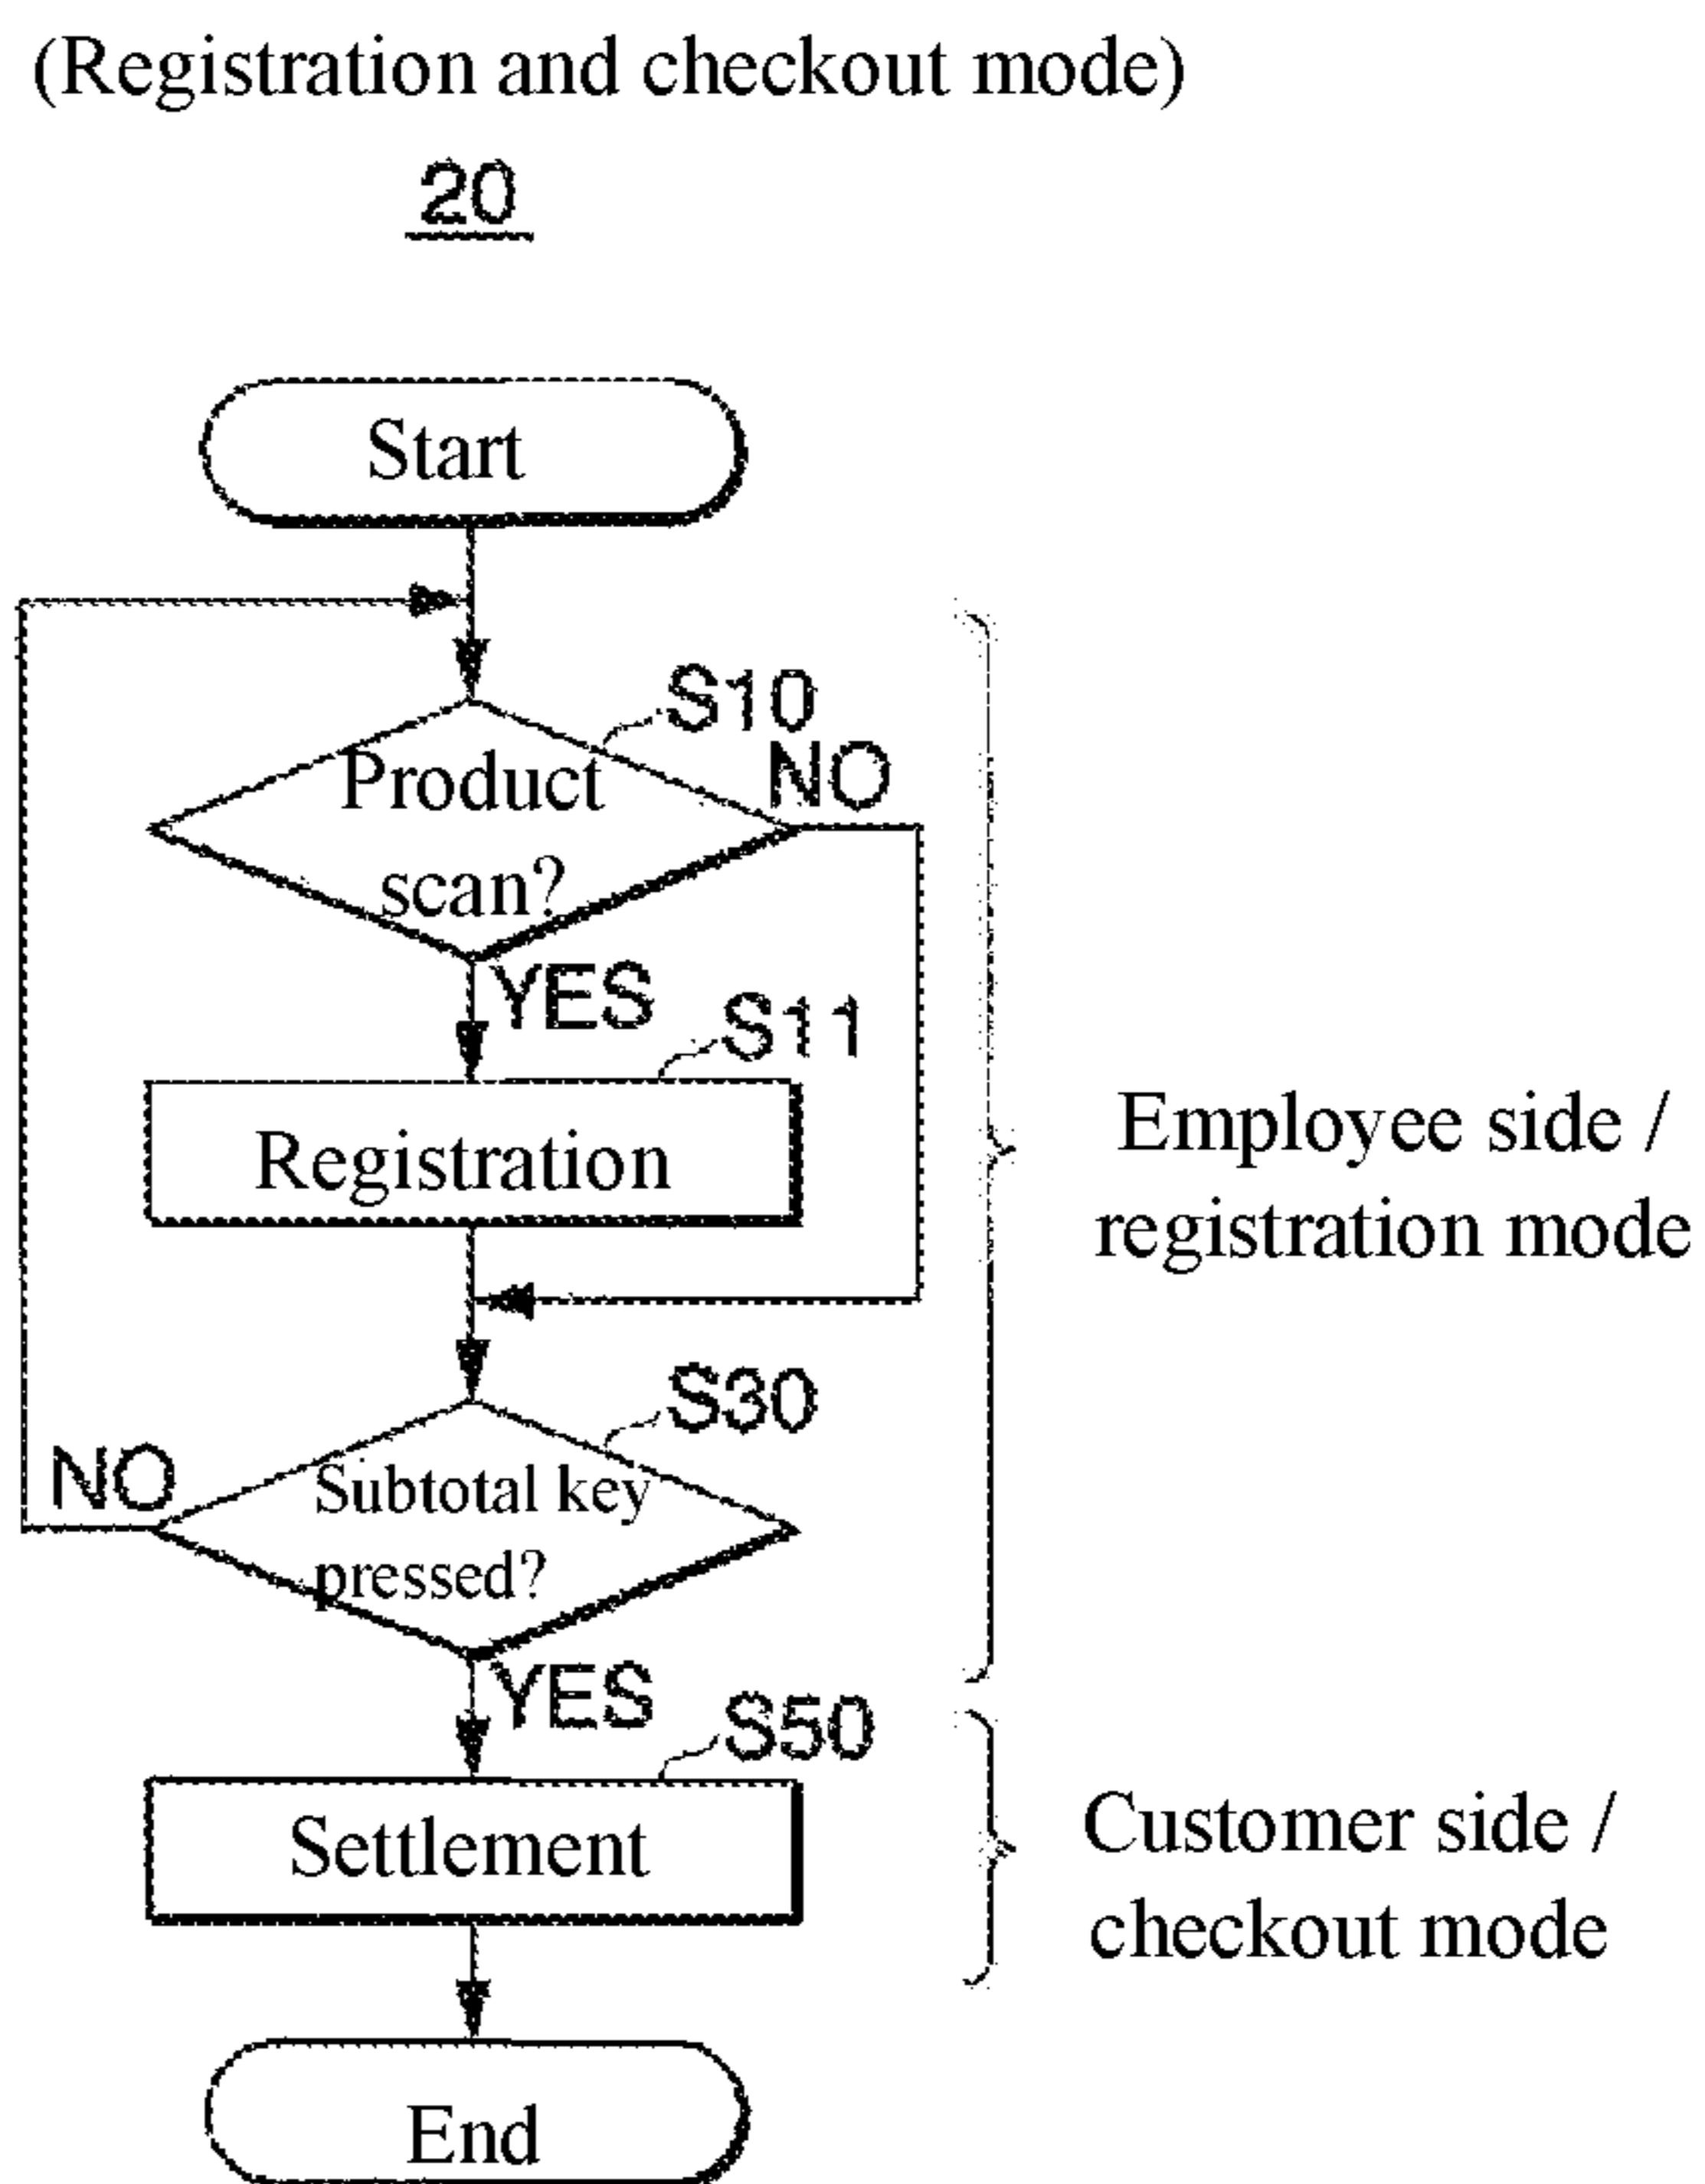 (Registration and checkout mode)
20
Start
S10
Product
scan?
NO
YES
S11
Registration
Employee side /
registration mode
S30
Subtotal key
pressed?
NO
YES
S50
Settlement
Customer side /
checkout mode
End